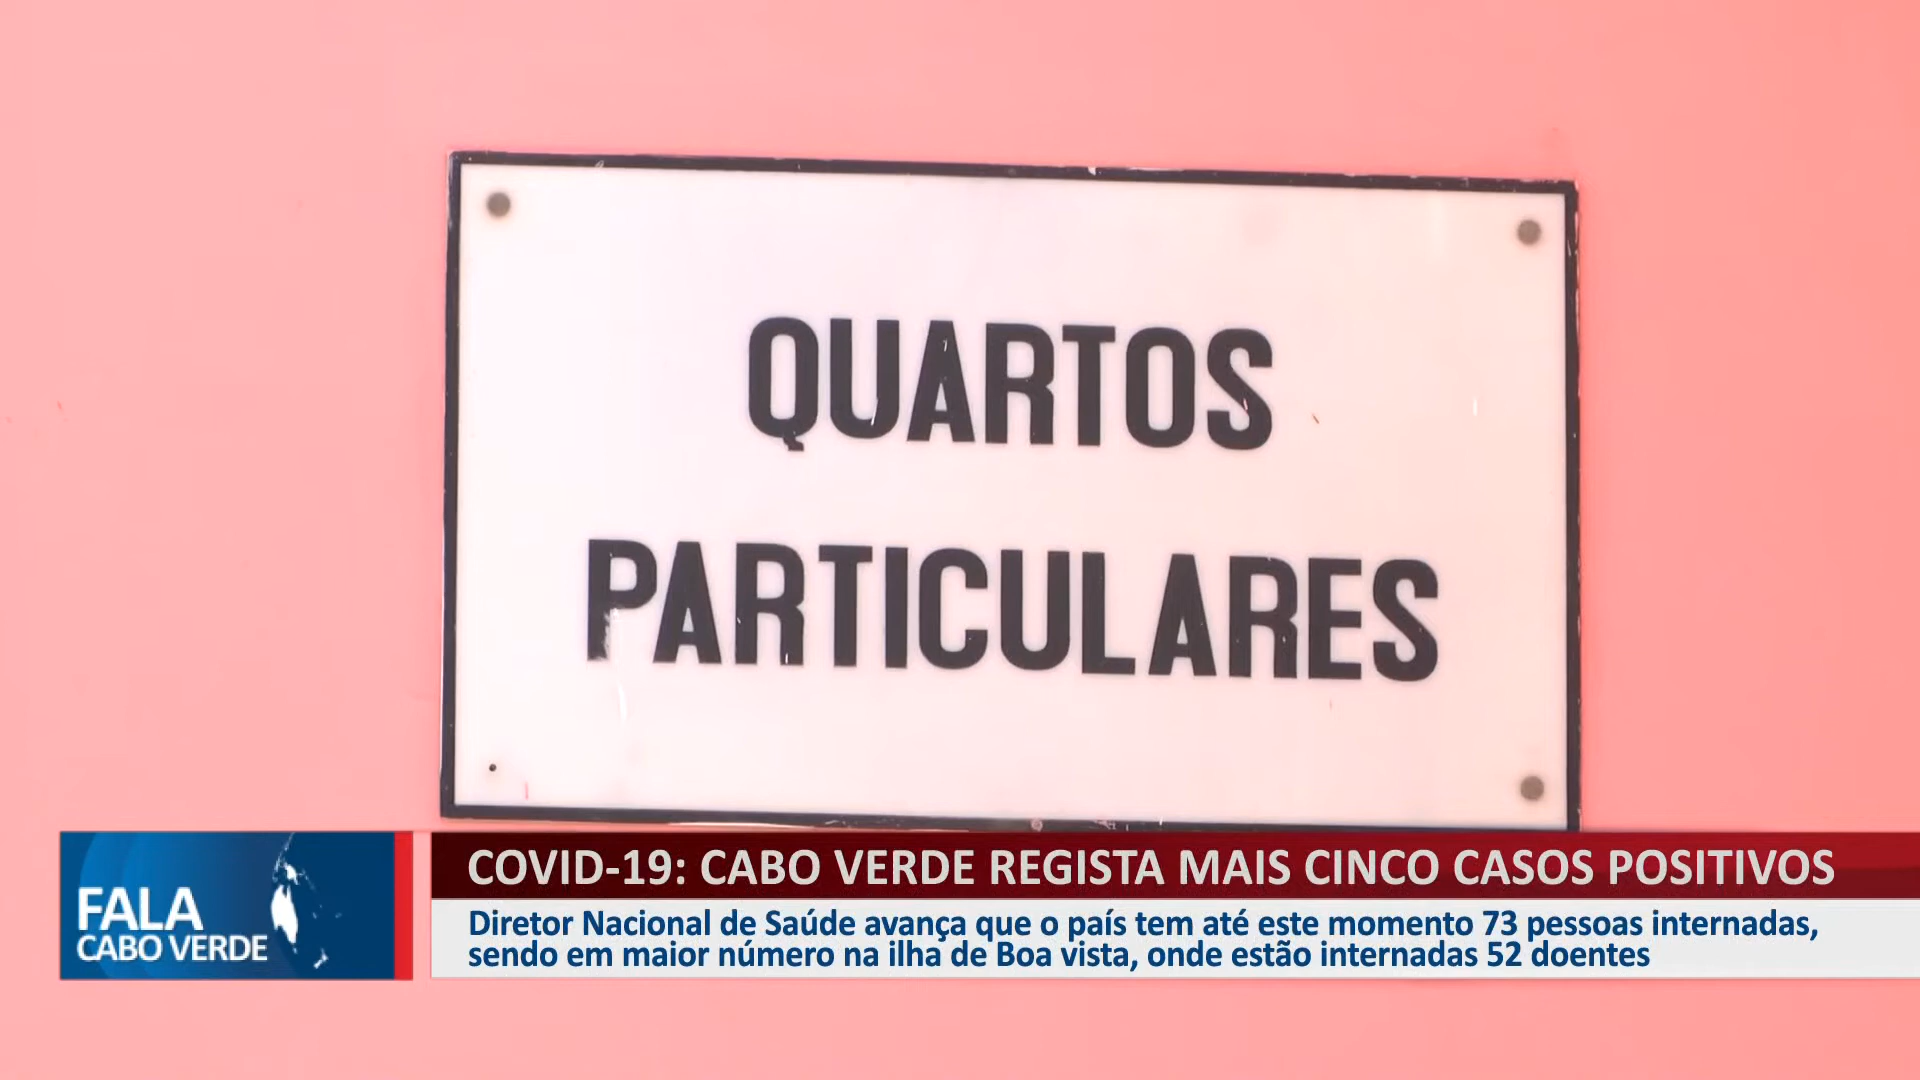 QUARTOS
PARTICULARES
FALA
CABO VERDE
COVID-19: CABO VERDE REGISTA MAIS CINCO CASOS POSITIVOS
Diretor Nacional de Saúde avança que o país tem até este momento 73 pessoas internadas,
sendo em maior número na ilha de Boa vista, onde estão internadas 52 doentes